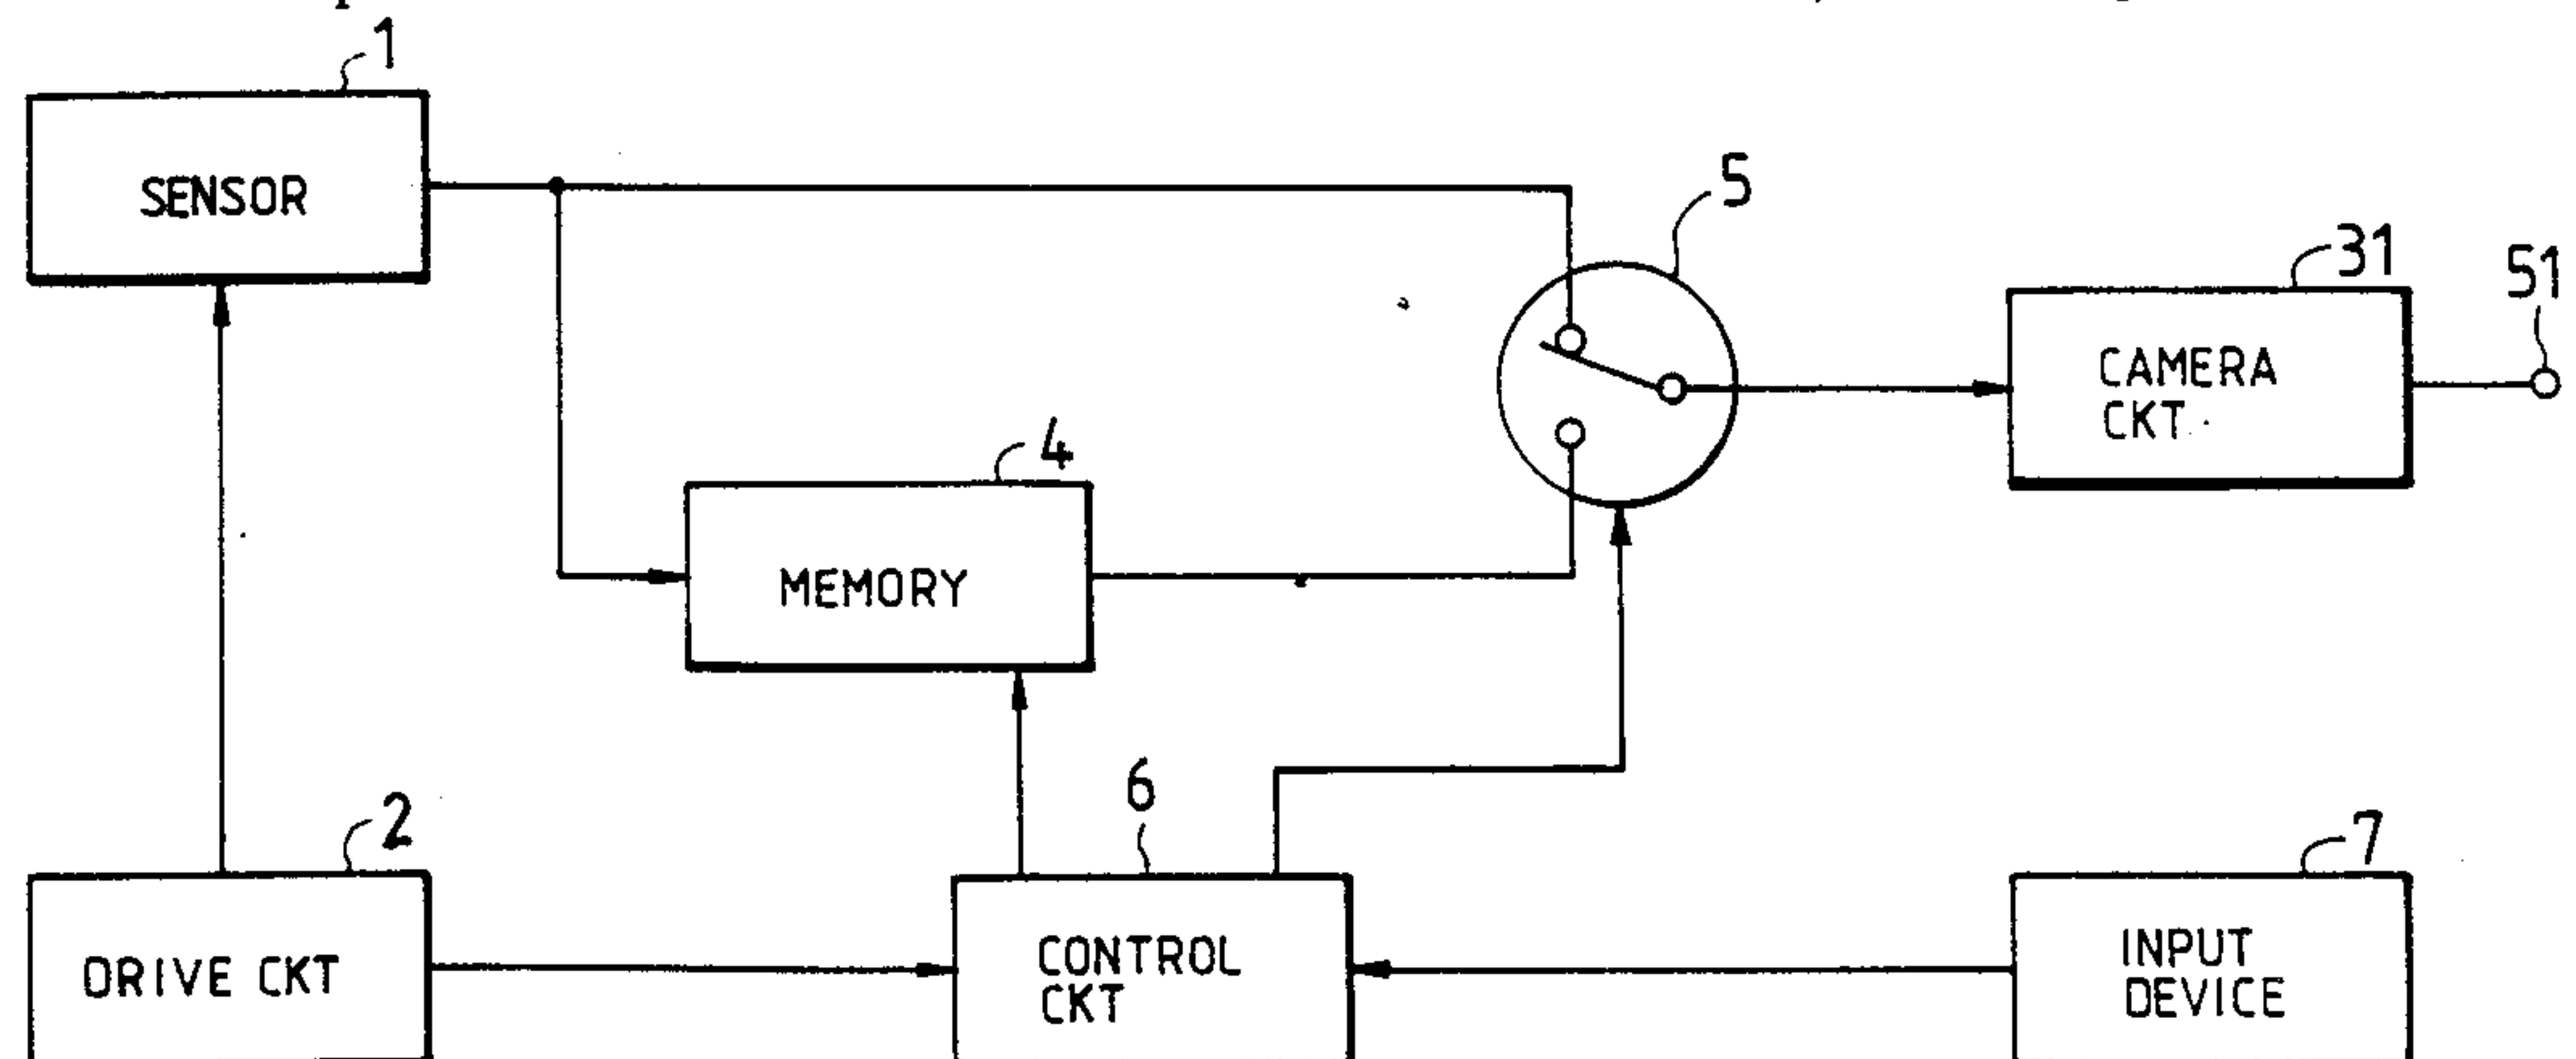 1
SENSOR
5
31
51
CAMERA
CKT
4
MEMORY
6
2
7
DRIVE CKT
CONTROL
CKT
INPUT
DEVICE